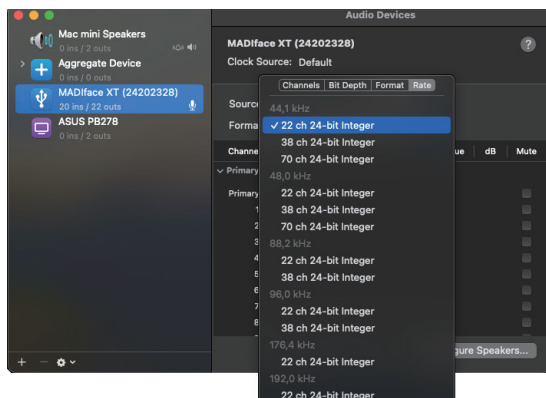 Audio Devices
Mac mini Speakers
0 ins / 2 outs
Aggregate Device
0 ins / 0 outs
MADIface XT (24202328)
20 ins / 22 outs
ASUS PB278
0 ins / 2 outs
MADIface XT (24202328)
?
Clock Source: Default
Channels Bit Depth Format Rate
Source
Forma
Channe ue dB Mute
Primary
Primary
1
2
3
4
5
6
7
8
44,1 kHz
✓ 22 ch 24-bit Integer
38 ch 24-bit Integer
70 ch 24-bit Integer
48,0 kHz
22 ch 24-bit Integer
38 ch 24-bit Integer
70 ch 24-bit Integer
88,2 kHz
22 ch 24-bit Integer
38 ch 24-bit Integer
96,0 kHz
22 ch 24-bit Integer
38 ch 24-bit Integer
176,4 kHz
22 ch 24-bit Integer
192,0 kHz
22 ch 24-bit Integer
gure Speakers...